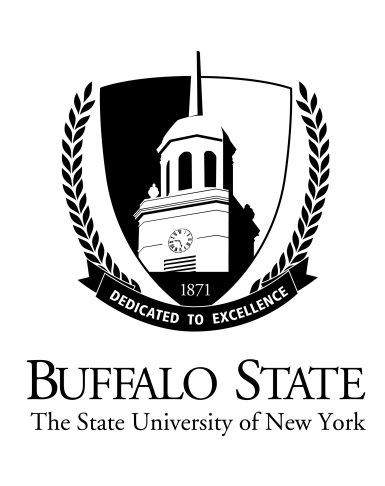 1871
DEDICATED TO EXCELLENCE
BUFFALO STATE
The State University of New York